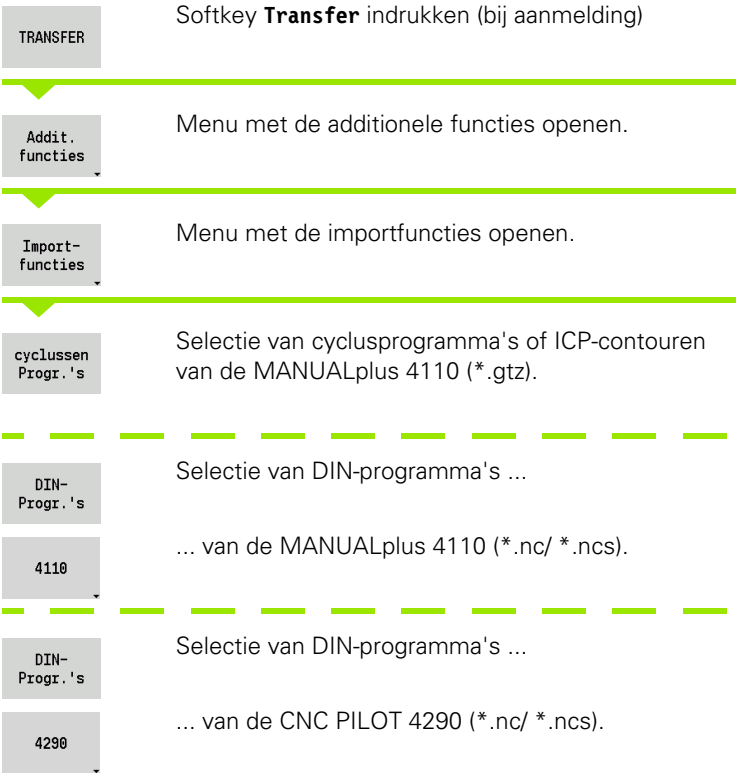 TRANSFER
Softkey Transfer indrukken (bij aanmelding)
Addit.
functies
Menu met de additionele functies openen.
Import-
functies
Menu met de importfuncties openen.
cyclussen
Progr.'s
Selectie van cyclusprogramma's of ICP-contouren
van de MANUALplus 4110 (*.gtz).
DIN-
Progr.'s
Selectie van DIN-programma's ...
4110
... van de MANUALplus 4110 (*.nc/ *.ncs).
DIN-
Progr.'s
Selectie van DIN-programma's ...
4290
... van de CNC PILOT 4290 (*.nc/ *.ncs).